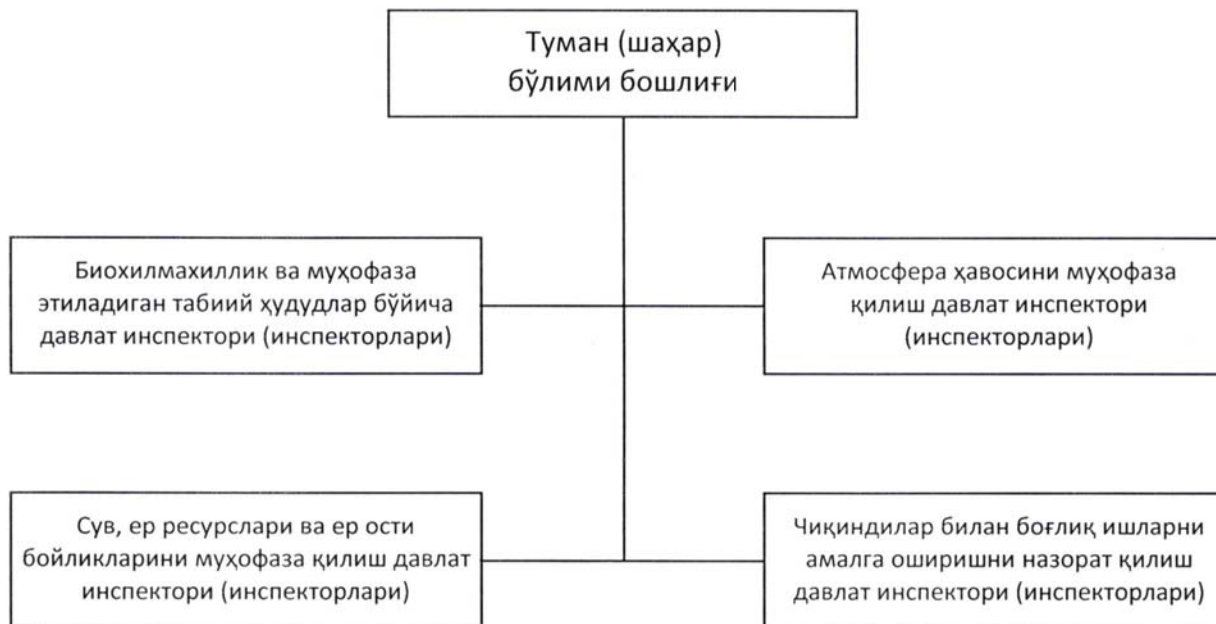 Туман (шаҳар)
бўлими бошлиғи
Биохилмахиллик ва муҳофаза
этиладиган табиий ҳудудлар бўйича
давлат инспектори (инспекторлари)
Атмосфера ҳавосини муҳофаза
қилиш давлат инспектори
(инспекторлари)
Сув, ер ресурслари ва ер ости
бойликларини муҳофаза қилиш давлат
инспектори (инспекторлари)
Чиқиндилар билан боғлиқ ишларни
амалга оширишни назорат қилиш
давлат инспектори (инспекторлари)